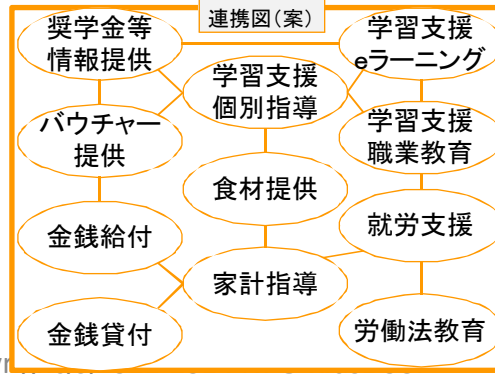 連携図(案)
奨学金等
情報提供
学習支援
eラーニング
学習支援
個別指導
バウチャー
提供
学習支援
職業教育
食材提供
金銭給付
就労支援
家計指導
金銭貸付
労働法教育